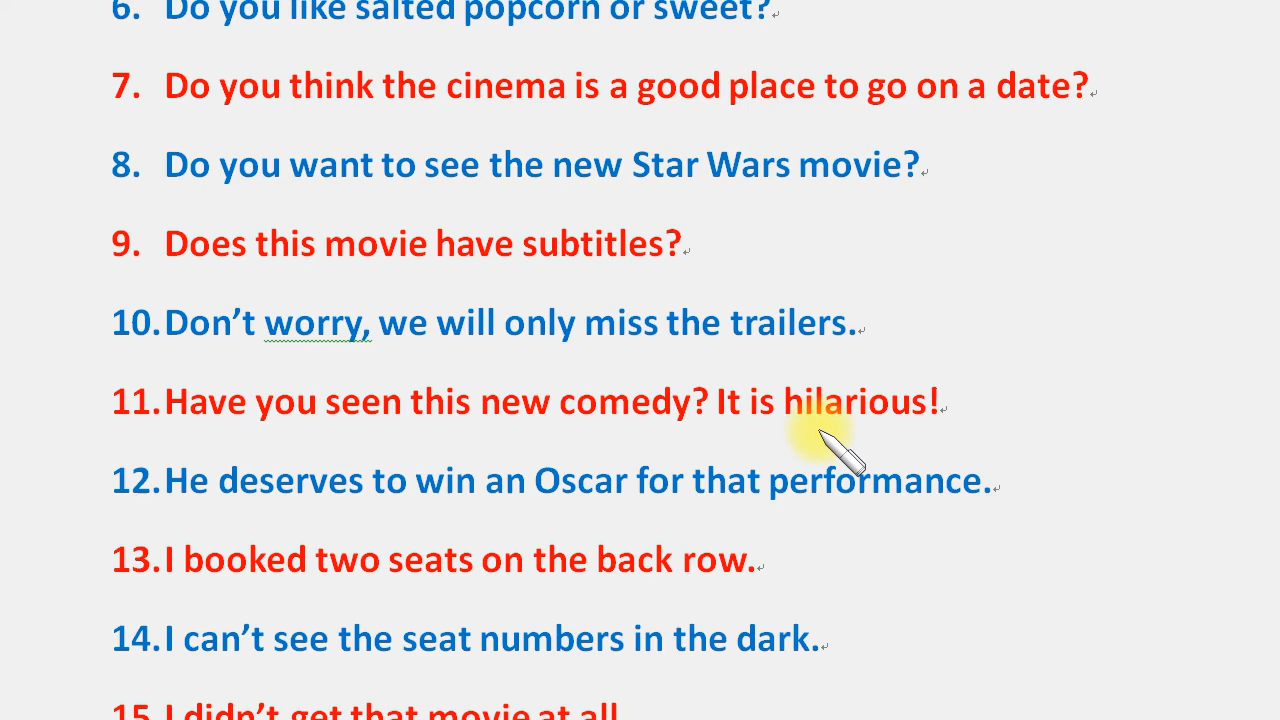 6. Do you like salted popcorn or sweet?
7. Do you think the cinema is a good place to go on a date?
8. Do you want to see the new Star Wars movie?
9. Does this movie have subtitles?
10. Don’t worry, we will only miss the trailers.
11. Have you seen this new comedy? It is hilarious!
12. He deserves to win an Oscar for that performance.
13. I booked two seats on the back row.
14. I can’t see the seat numbers in the dark.
15. I didn’t get that movie at all.